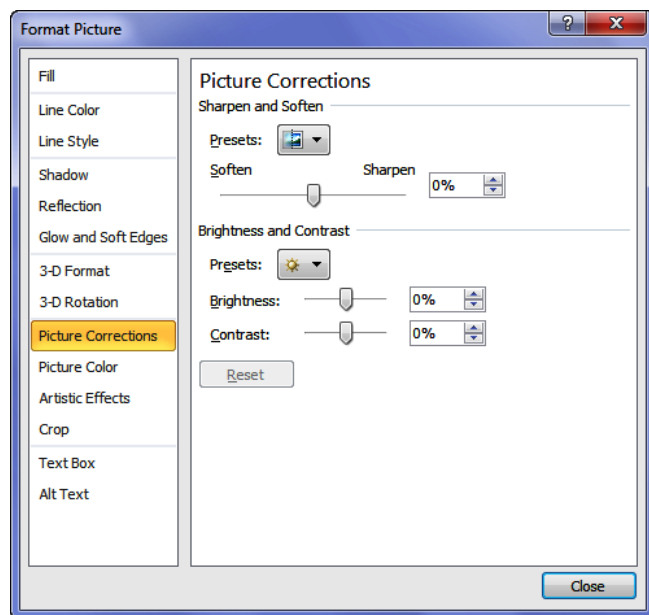 Format Picture
Fill
Line Color
Line Style
Shadow
Reflection
Glow and Soft Edges
3-D Format
3-D Rotation
Picture Corrections
Picture Color
Artistic Effects
Crop
Text Box
Alt Text
Picture Corrections
Sharpen and Soften
Presets:
Soften Sharpen
0%
Brightness and Contrast
Presets:
Brightness: 0%
Contrast: 0%
Reset
Close